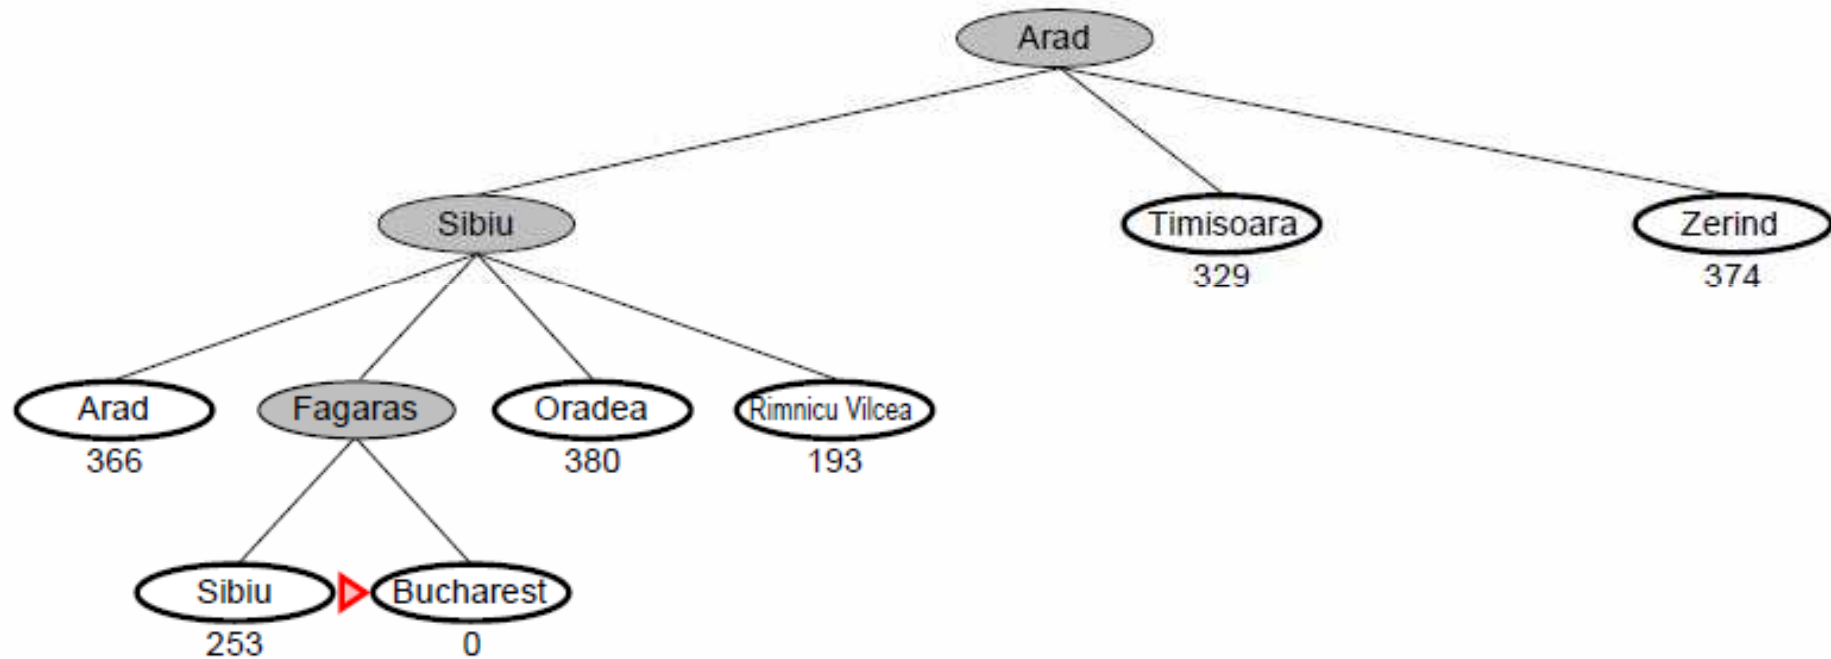 Arad
Sibiu Timisoara Zerind
329 374
Arad Fagaras Oradea Rimnicu Vilcea
366 380 193
Sibiu Bucharest
253 0